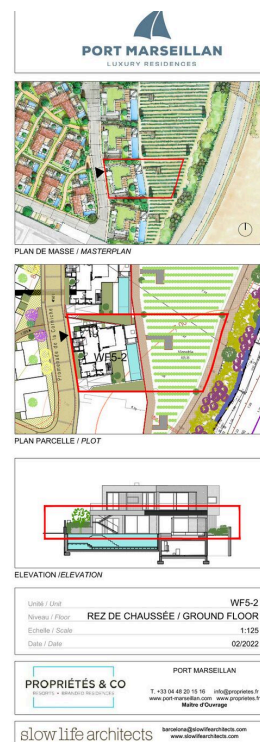 PORT MARSEILLAN
LUXURY RESIDENCES
PLAN DE MASSE / MASTERPLAN
WF5-2
PLAN PARCELLE / PLOT
ELEVATION /ELEVATION
Unité / Unit WF5-2
Niveau / Floor REZ DE CHAUSSÉE / GROUND FLOOR
Echelle / Scale 1:125
Date / Date 02/2022
PROPRIÉTÉS & CO
RESORTS + BRANDED RESIDENCES
PORT MARSEILLAN
T. +33 04 48 20 15 16 info@proprietes.fr
www.port-marseillan.com www.proprietes.fr
Maître d'Ouvrage
slow life architects
barcelona@slowlifearchitects.com
www.slowlifearchitects.com